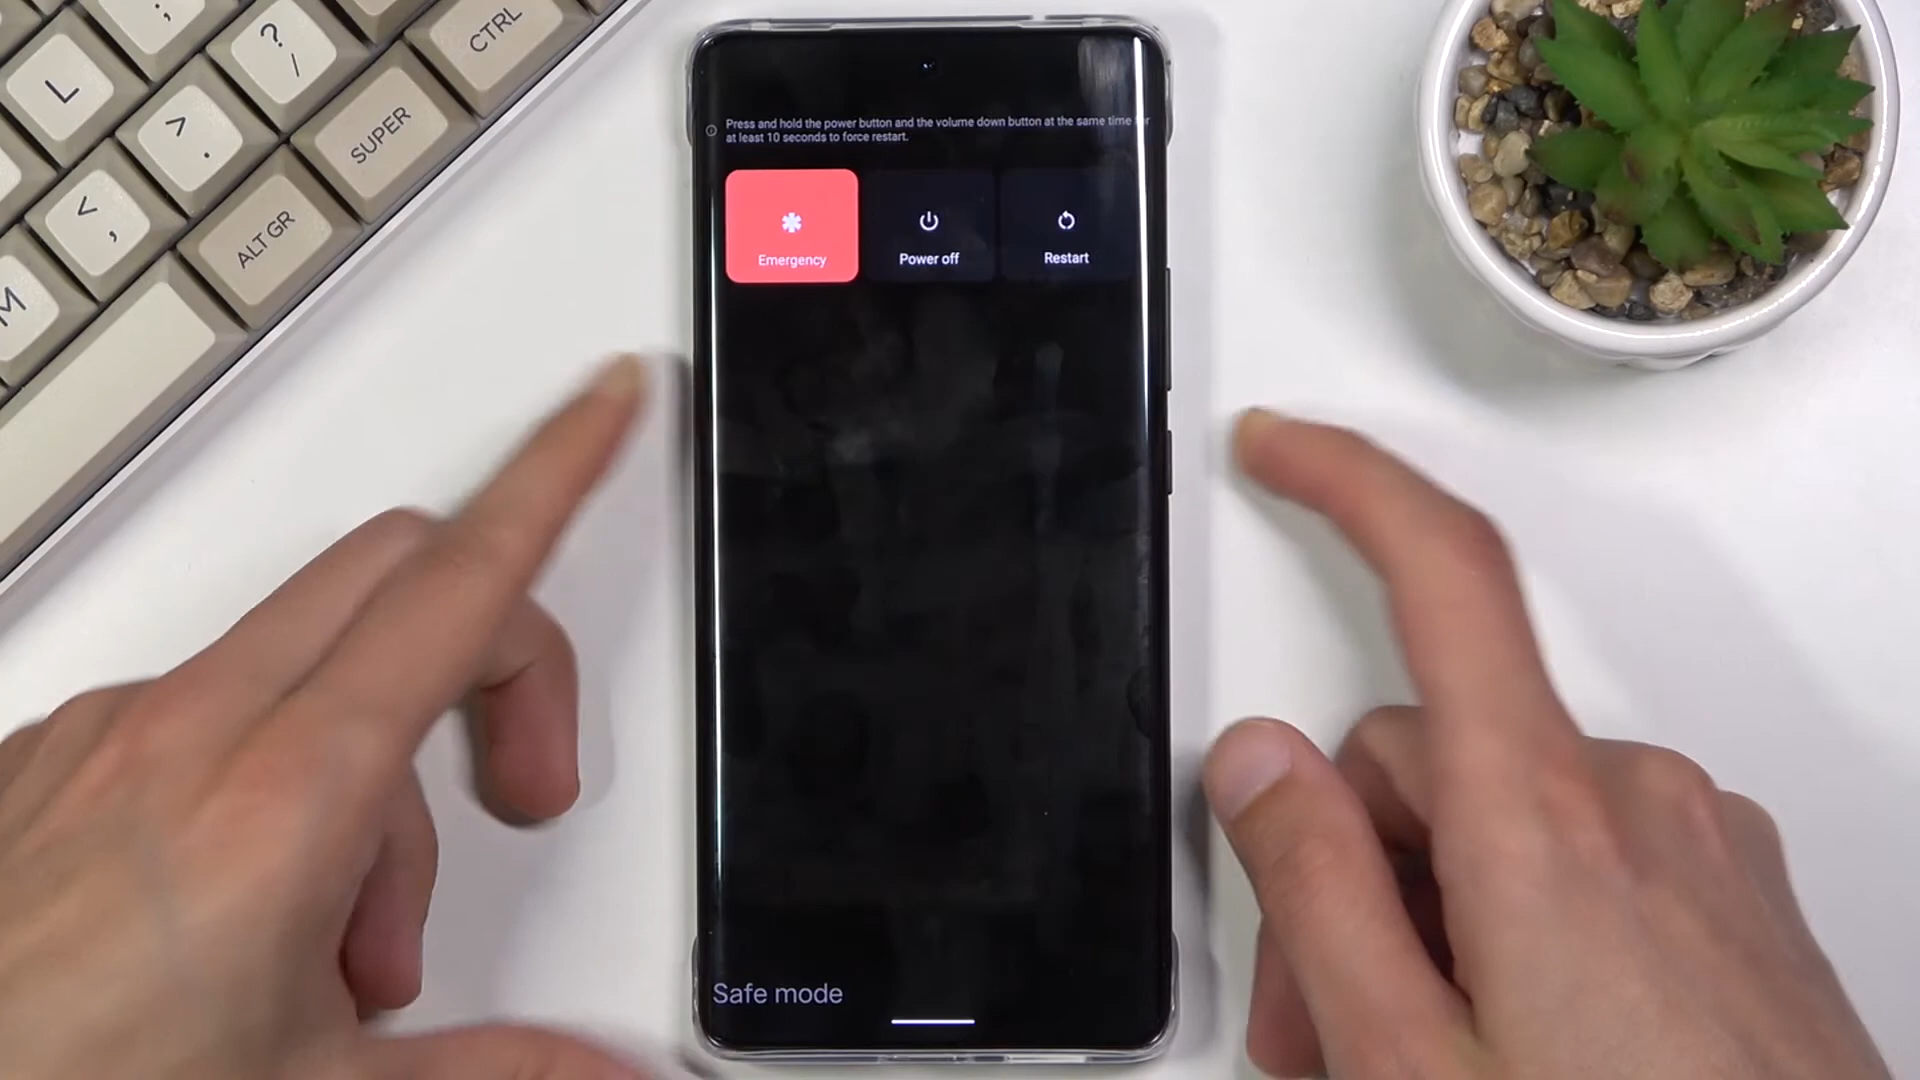 ;
:
?
/
CTRL
L
>
.
SUPER
<
,
ALT GR
M
Press and hold the power button and the volume down button at the same time for
at least 10 seconds to force restart.
Emergency
Power off
Restart
Safe mode